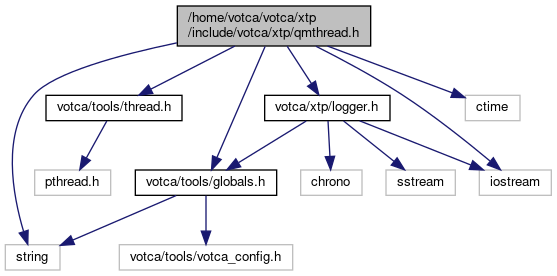 /home/votca/votca/xtp
/include/votca/xtp/qmthread.h
votca/tools/thread.h
votca/xtp/logger.h
ctime
pthread.h
votca/tools/globals.h
chrono
sstream
iostream
string
votca/tools/votca_config.h